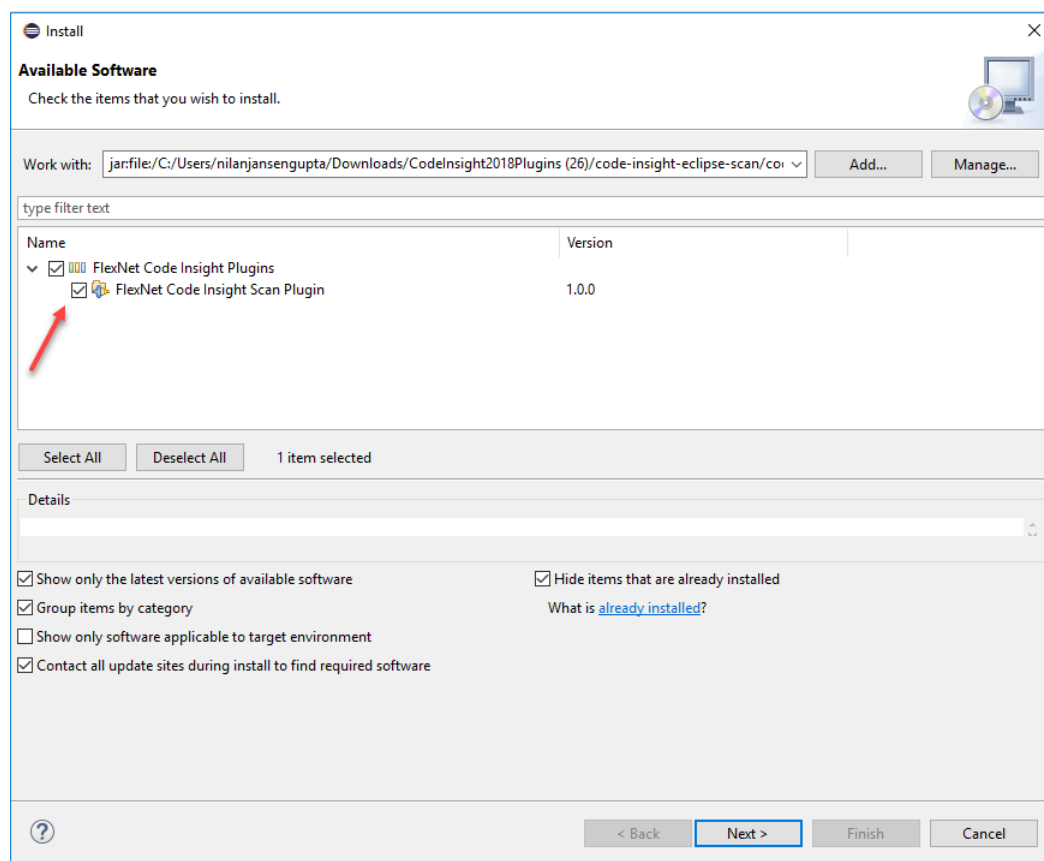 Install
Available Software
Check the items that you wish to install.
Work with: jar:file:/C:/Users/nilanjansengupta/Downloads/CodeInsight2018Plugins (26)/code-insight-eclipse-scan/co Add... Manage...
type filter text
Name Version
FlexNet Code Insight Plugins
FlexNet Code Insight Scan Plugin 1.0.0
Select All Deselect All 1 item selected
Details
Show only the latest versions of available software Hide items that are already installed
Group items by category What is already installed?
Show only software applicable to target environment
Contact all update sites during install to find required software
? < Back Next > Finish Cancel